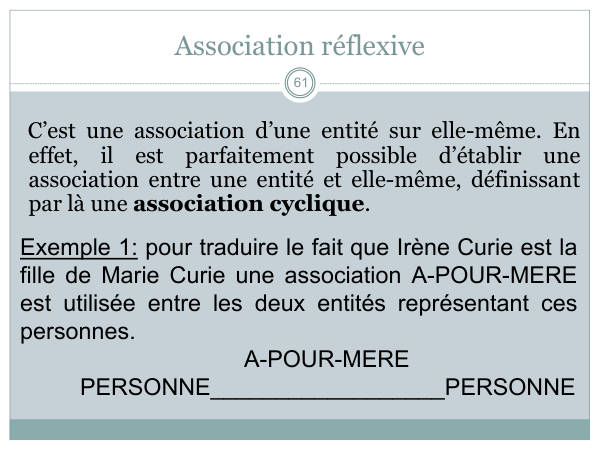 Association réflexive
61
C’est une association d’une entité sur elle-même. En
effet, il est parfaitement possible d’établir une
association entre une entité et elle-même, définissant
par là une association cyclique.
Exemple 1: pour traduire le fait que Irène Curie est la
fille de Marie Curie une association A-POUR-MERE
est utilisée entre les deux entités représentant ces
personnes.
A-POUR-MERE
PERSONNE___________________PERSONNE